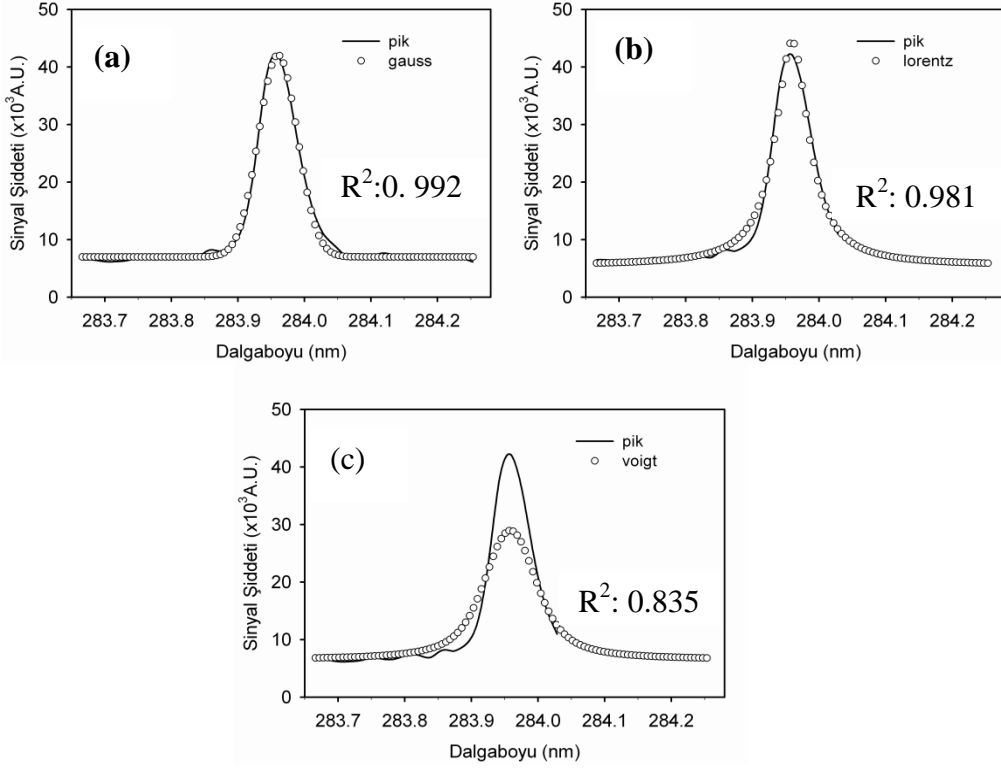 (a)
pik
gauss
R²:0. 992
Sinyal Şiddeti (x10³A.U.)
50
40
30
20
10
0
283.7 283.8 283.9 284.0 284.1 284.2
Dalgaboyu (nm)
(b)
pik
lorentz
R²: 0.981
Sinyal Şiddeti (x10³A.U.)
50
40
30
20
10
0
283.7 283.8 283.9 284.0 284.1 284.2
Dalgaboyu (nm)
(c)
pik
voigt
R²: 0.835
Sinyal Şiddeti (x10³A.U.)
50
40
30
20
10
0
283.7 283.8 283.9 284.0 284.1 284.2
Dalgaboyu (nm)